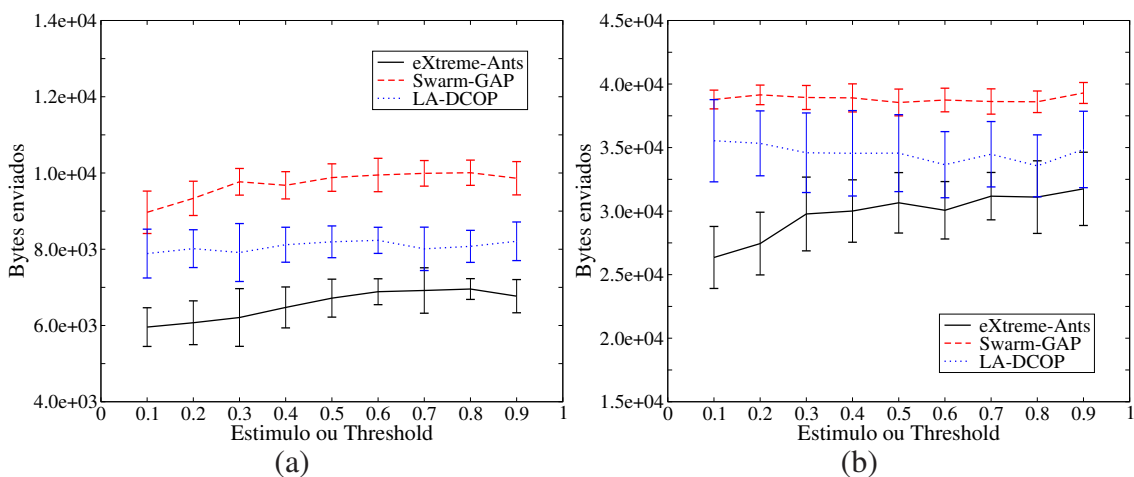 1.4e+04
1.2e+04
1.0e+04
8.0e+03
6.0e+03
4.0e+03
Bytes enviados
eXtreme-Ants
Swarm-GAP
LA-DCOP
0 0.1 0.2 0.3 0.4 0.5 0.6 0.7 0.8 0.9 1
Estimulo ou Threshold
(a)
4.5e+04
4.0e+04
3.5e+04
3.0e+04
2.5e+04
2.0e+04
1.5e+04
Bytes enviados
eXtreme-Ants
Swarm-GAP
LA-DCOP
0 0.1 0.2 0.3 0.4 0.5 0.6 0.7 0.8 0.9 1
Estimulo ou Threshold
(b)